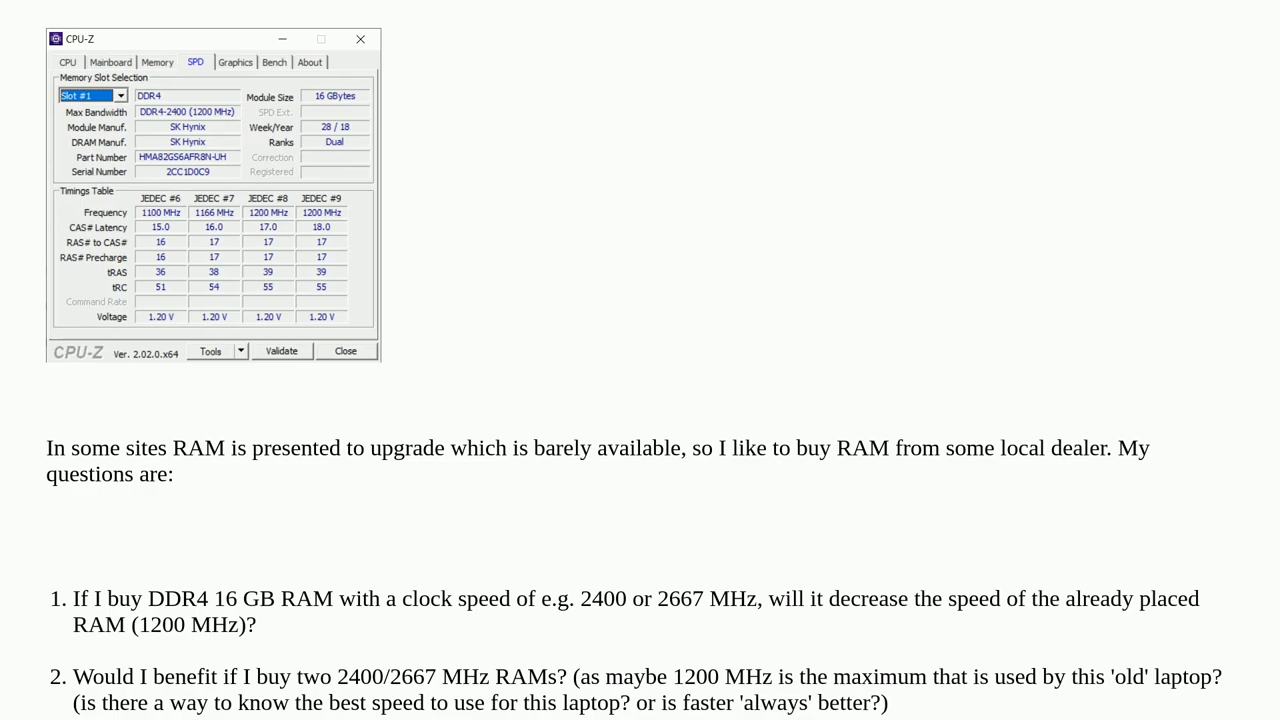 CPU-Z
CPU Mainboard Memory SPD Graphics Bench About
Memory Slot Selection
Slot #1 DDR4 Module Size 16 GBytes
Max Bandwidth DDR4-2400 (1200 MHz) SPD Ext.
Module Manuf. SK Hynix Week/Year 28 / 18
DRAM Manuf. SK Hynix Ranks Dual
Part Number HMA82GS6AFR8N-UH Correction
Serial Number 2CC1D0C9 Registered
Timings Table
JEDEC #6 JEDEC #7 JEDEC #8 JEDEC #9
Frequency 1100 MHz 1166 MHz 1200 MHz 1200 MHz
CAS# Latency 15.0 16.0 17.0 18.0
RAS# to CAS# 16 17 17 17
RAS# Precharge 16 17 17 17
tRAS 36 38 39 39
tRC 51 54 55 55
Command Rate
Voltage 1.20 V 1.20 V 1.20 V 1.20 V
CPU-Z Ver. 2.02.0.x64 Tools Validate Close
In some sites RAM is presented to upgrade which is barely available, so I like to buy RAM from some local dealer. My
questions are:
1. If I buy DDR4 16 GB RAM with a clock speed of e.g. 2400 or 2667 MHz, will it decrease the speed of the already placed
RAM (1200 MHz)?
2. Would I benefit if I buy two 2400/2667 MHz RAMs? (as maybe 1200 MHz is the maximum that is used by this 'old' laptop?
(is there a way to know the best speed to use for this laptop? or is faster 'always' better?)